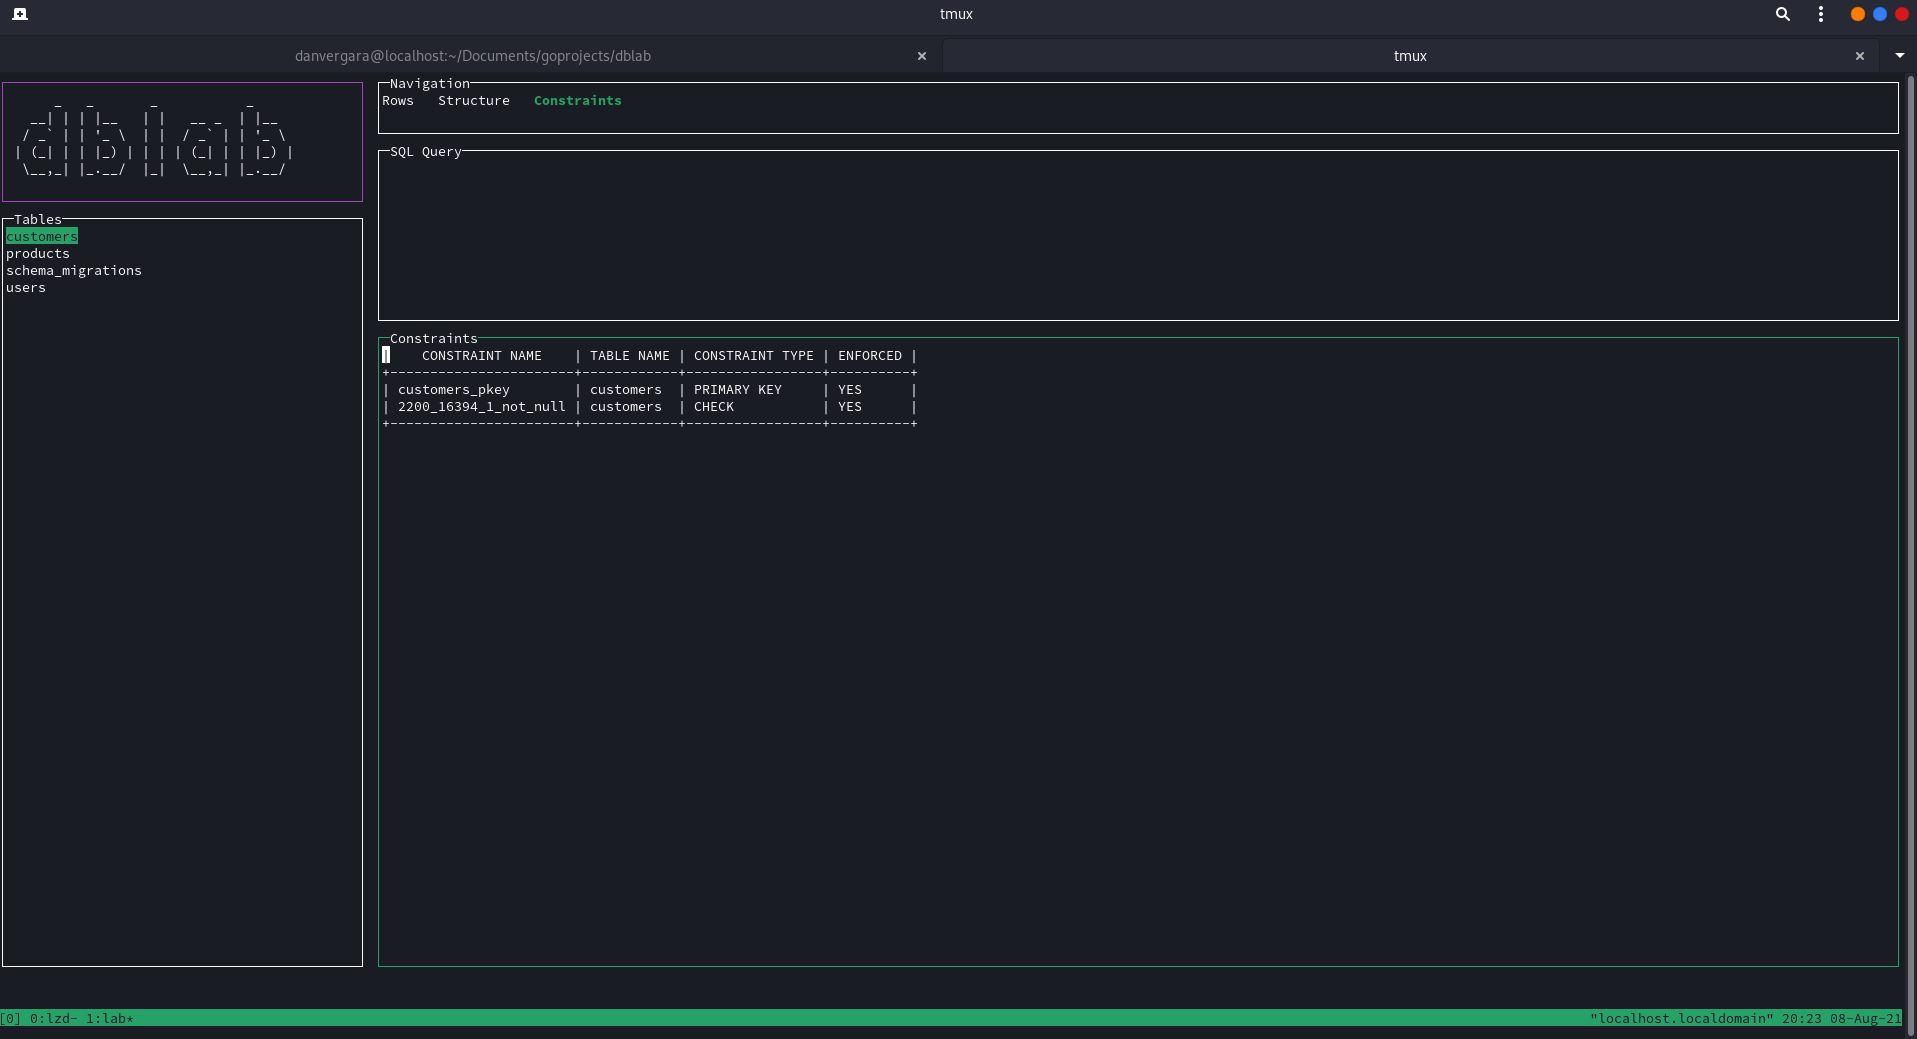 tmux
danvergara@localhost:~/Documents/goprojects/dblab
tmux
dblab
Tables
customers
products
schema_migrations
users
Navigation
Rows   Structure   Constraints
SQL Query
Constraints
|    CONSTRAINT NAME    | TABLE NAME | CONSTRAINT TYPE | ENFORCED |
+-----------------------+------------+-----------------+----------+
| customers_pkey        | customers  | PRIMARY KEY     | YES      |
| 2200_16394_1_not_null | customers  | CHECK           | YES      |
+-----------------------+------------+-----------------+----------+
[0] 0:lzd- 1:lab*
"localhost.localdomain" 20:23 08-Aug-21